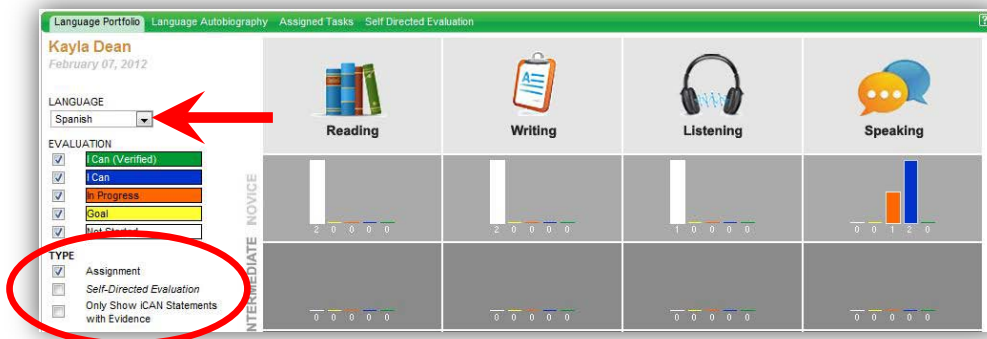 Language Portfolio Language Autobiography Assigned Tasks Self Directed Evaluation ?
Kayla Dean
February 07, 2012
LANGUAGE
Spanish
EVALUATION
I Can (Verified)
I Can
In Progress
Goal
Not Started
TYPE
Assignment
Self-Directed Evaluation
Only Show iCAN Statements
with Evidence
Reading Writing Listening Speaking
NOVICE
2 0 0 0 0 2 0 0 0 0 1 0 0 0 0 0 0 1 2 0
INTERMEDIATE
0 0 0 0 0 0 0 0 0 0 0 0 0 0 0 0 0 0 0 0